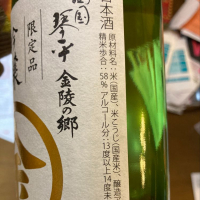 日本酒
原材料名:米(国産)、米こうじ(国産米)、醸造ア
精米歩合:58% アルコール分:13度以上14度未
国 琴平 金陵の郷
限定品